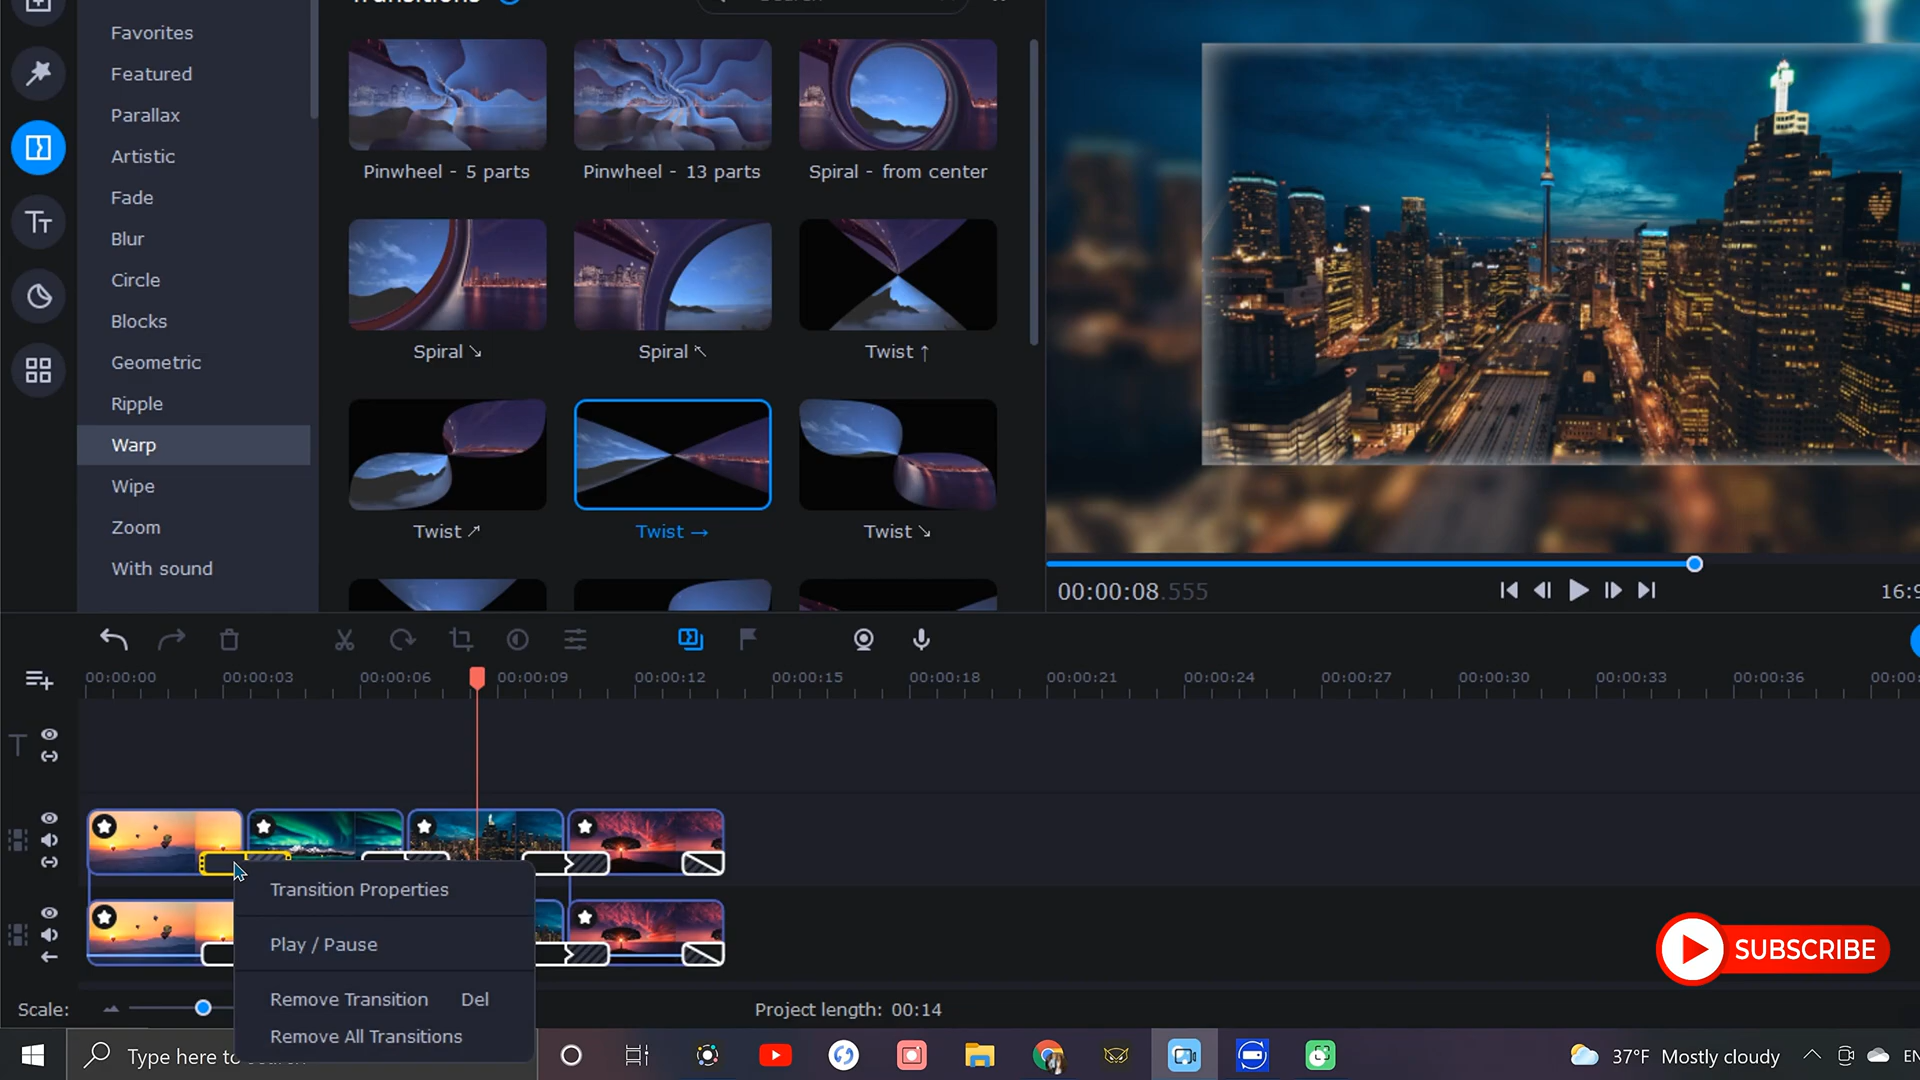 Transitions
Search
Favorites
Featured
Parallax
Artistic
Fade
Blur
Circle
Blocks
Geometric
Ripple
Warp
Wipe
Zoom
With sound
Pinwheel - 5 parts
Pinwheel - 13 parts
Spiral - from center
Spiral ↘
Spiral ↖
Twist ↑
Twist ↗
Twist →
Twist ↘
00:00:08.555
16:9
00:00:00 00:00:03 00:00:06 00:00:09 00:00:12 00:00:15 00:00:18 00:00:21 00:00:24 00:00:27 00:00:30 00:00:33 00:00:36 00:00
Transition Properties
Play / Pause
Remove Transition Del
Remove All Transitions
SUBSCRIBE
Scale:
Project length: 00:14
Type here to search
37°F Mostly cloudy
EN